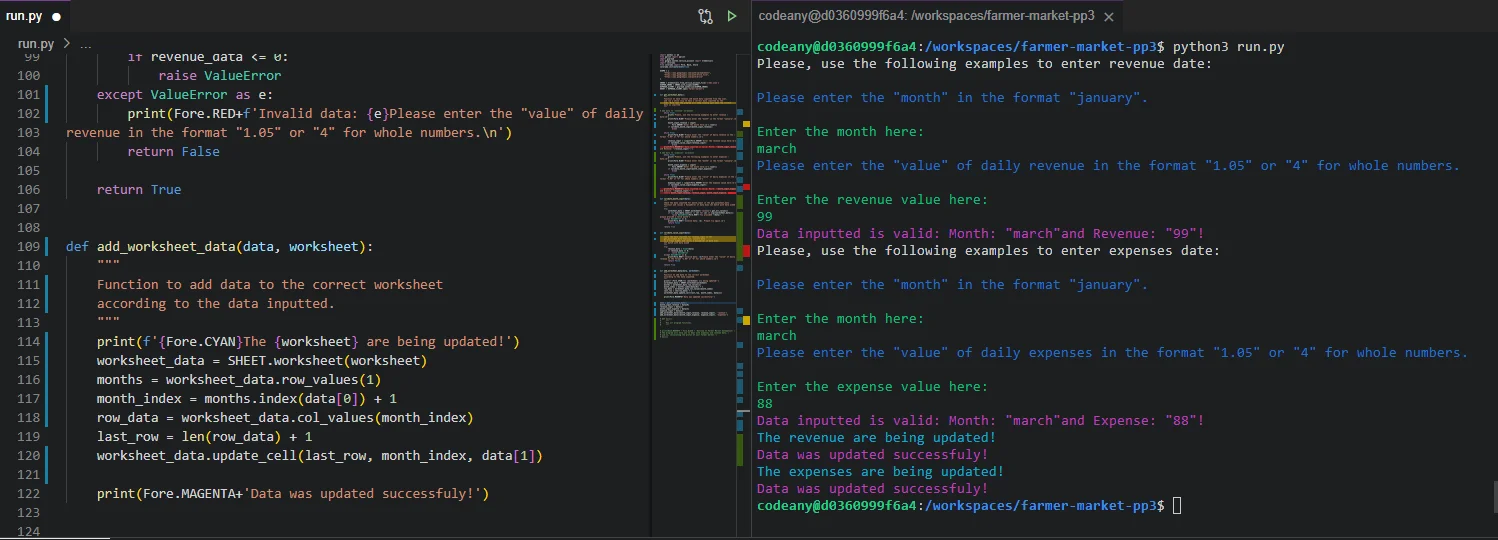 run.py ●
run.py > ...
99 if revenue_data <= 0:
100 raise ValueError
101 except ValueError as e:
102 print(Fore.RED+f'Invalid data: {e}Please enter the "value" of daily
103 revenue in the format "1.05" or "4" for whole numbers.\n')
104 return False
105
106 return True
107
108
109 def add_worksheet_data(data, worksheet):
110 """
111 Function to add data to the correct worksheet
112 according to the data inputted.
113 """
114 print(f'{Fore.CYAN}The {worksheet} are being updated!')
115 worksheet_data = SHEET.worksheet(worksheet)
116 months = worksheet_data.row_values(1)
117 month_index = months.index(data[0]) + 1
118 row_data = worksheet_data.col_values(month_index)
119 last_row = len(row_data) + 1
120 worksheet_data.update_cell(last_row, month_index, data[1])
121
122 print(Fore.MAGENTA+'Data was updated successfuly!')
123
124
codeany@d0360999f6a4: /workspaces/farmer-market-pp3 ×
codeany@d0360999f6a4:/workspaces/farmer-market-pp3$ python3 run.py
Please, use the following examples to enter revenue date:
Please enter the "month" in the format "january".
Enter the month here:
march
Please enter the "value" of daily revenue in the format "1.05" or "4" for whole numbers.
Enter the revenue value here:
99
Data inputted is valid: Month: "march"and Revenue: "99"!
Please, use the following examples to enter expenses date:
Please enter the "month" in the format "january".
Enter the month here:
march
Please enter the "value" of daily expenses in the format "1.05" or "4" for whole numbers.
Enter the expense value here:
88
Data inputted is valid: Month: "march"and Expense: "88"!
The revenue are being updated!
Data was updated successfuly!
The expenses are being updated!
Data was updated successfuly!
codeany@d0360999f6a4:/workspaces/farmer-market-pp3$